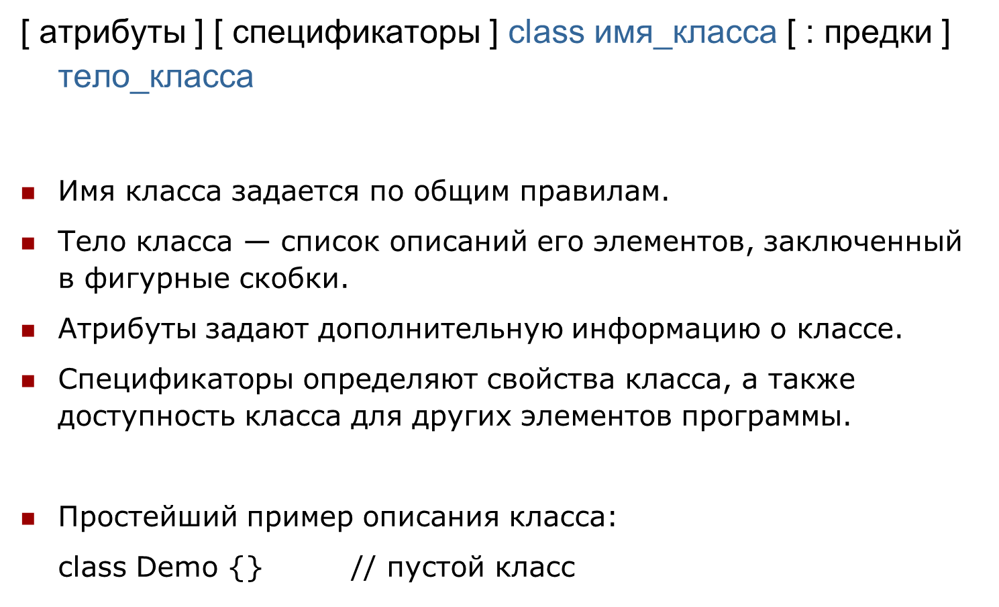 [ атрибуты ] [ спецификаторы ] class имя_класса [ : предки ]
тело_класса
Имя класса задается по общим правилам.
Тело класса — список описаний его элементов, заключенный
в фигурные скобки.
Атрибуты задают дополнительную информацию о классе.
Спецификаторы определяют свойства класса, а также
доступность класса для других элементов программы.
Простейший пример описания класса:
class Demo {} // пустой класс